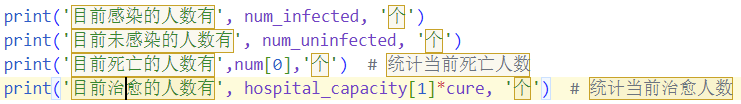 print('目前感染的人数有', num_infected, '个')
print('目前未感染的人数有', num_uninfected, '个')
print('目前死亡的人数有',num[0],'个')  # 统计当前死亡人数
print('目前治愈的人数有', hospital_capacity[1]*cure, '个')  # 统计当前治愈人数